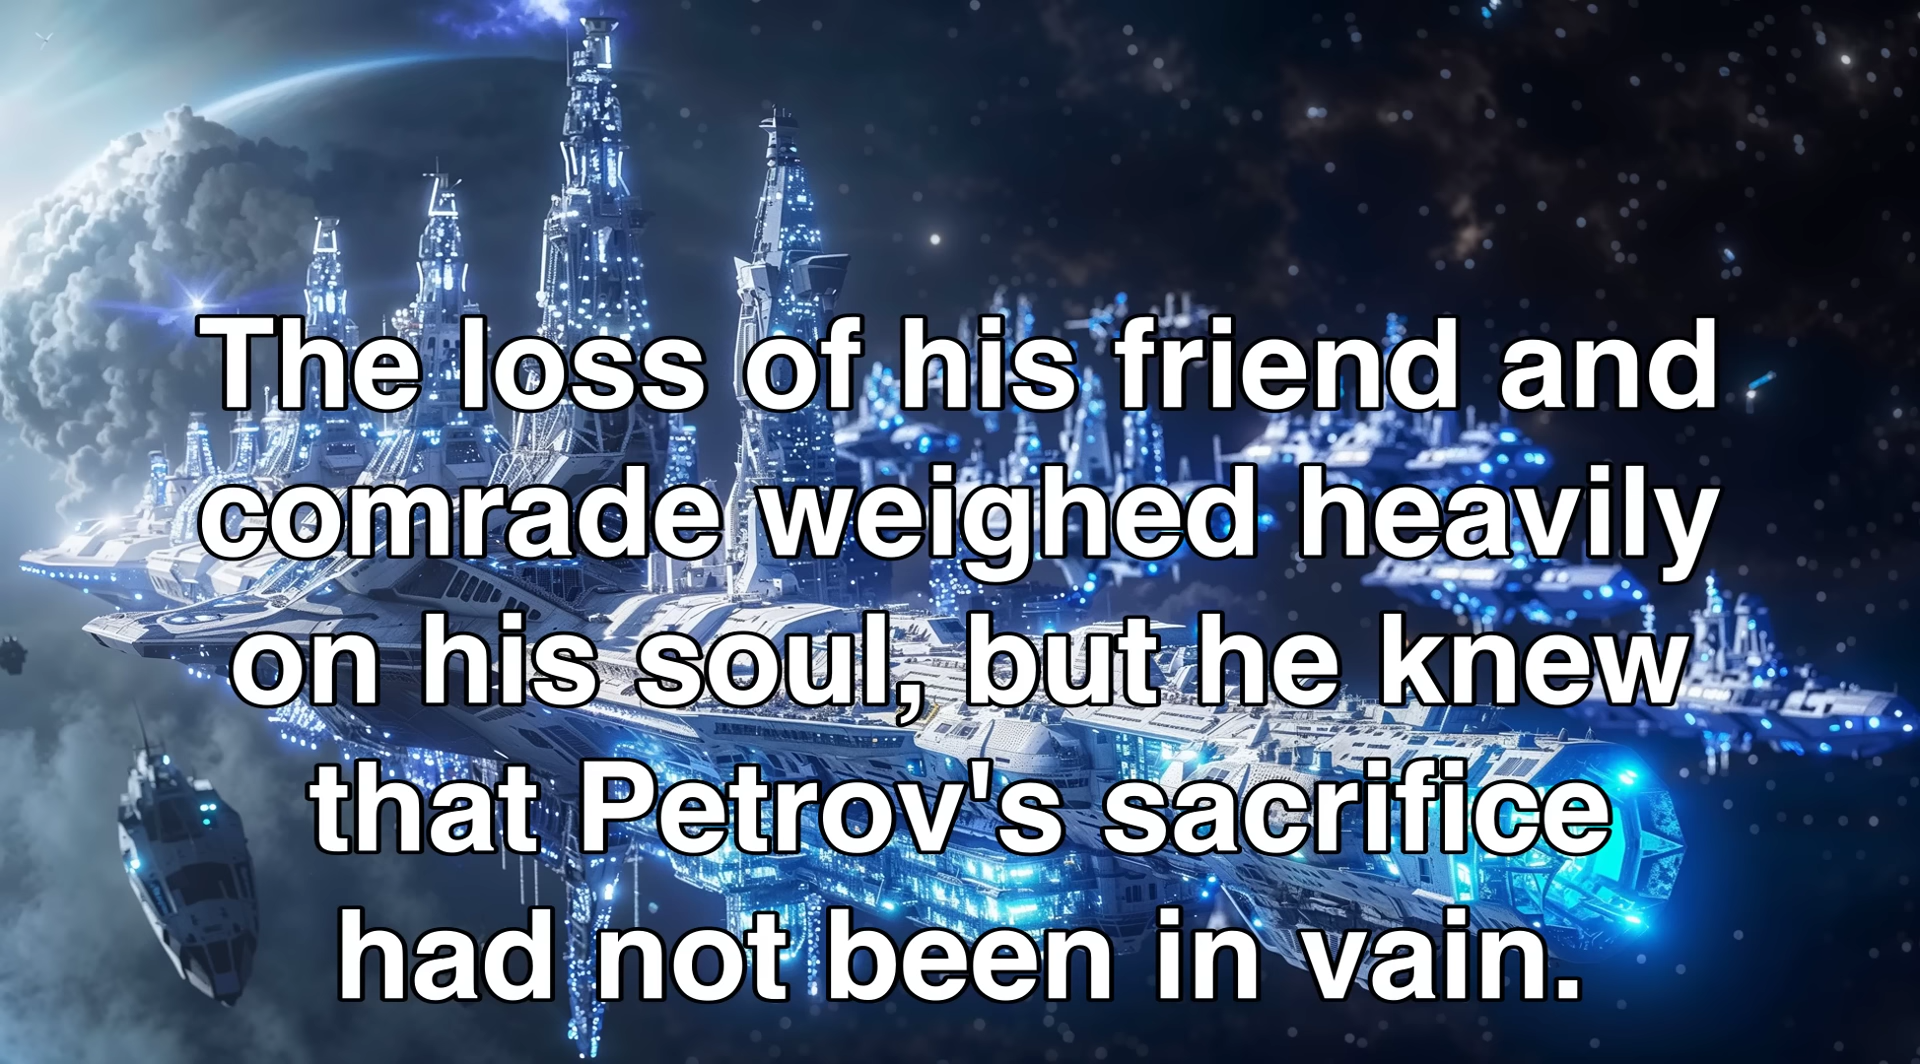 The loss of his friend and
comrade weighed heavily
on his soul, but he knew
that Petrov's sacrifice
had not been in vain.